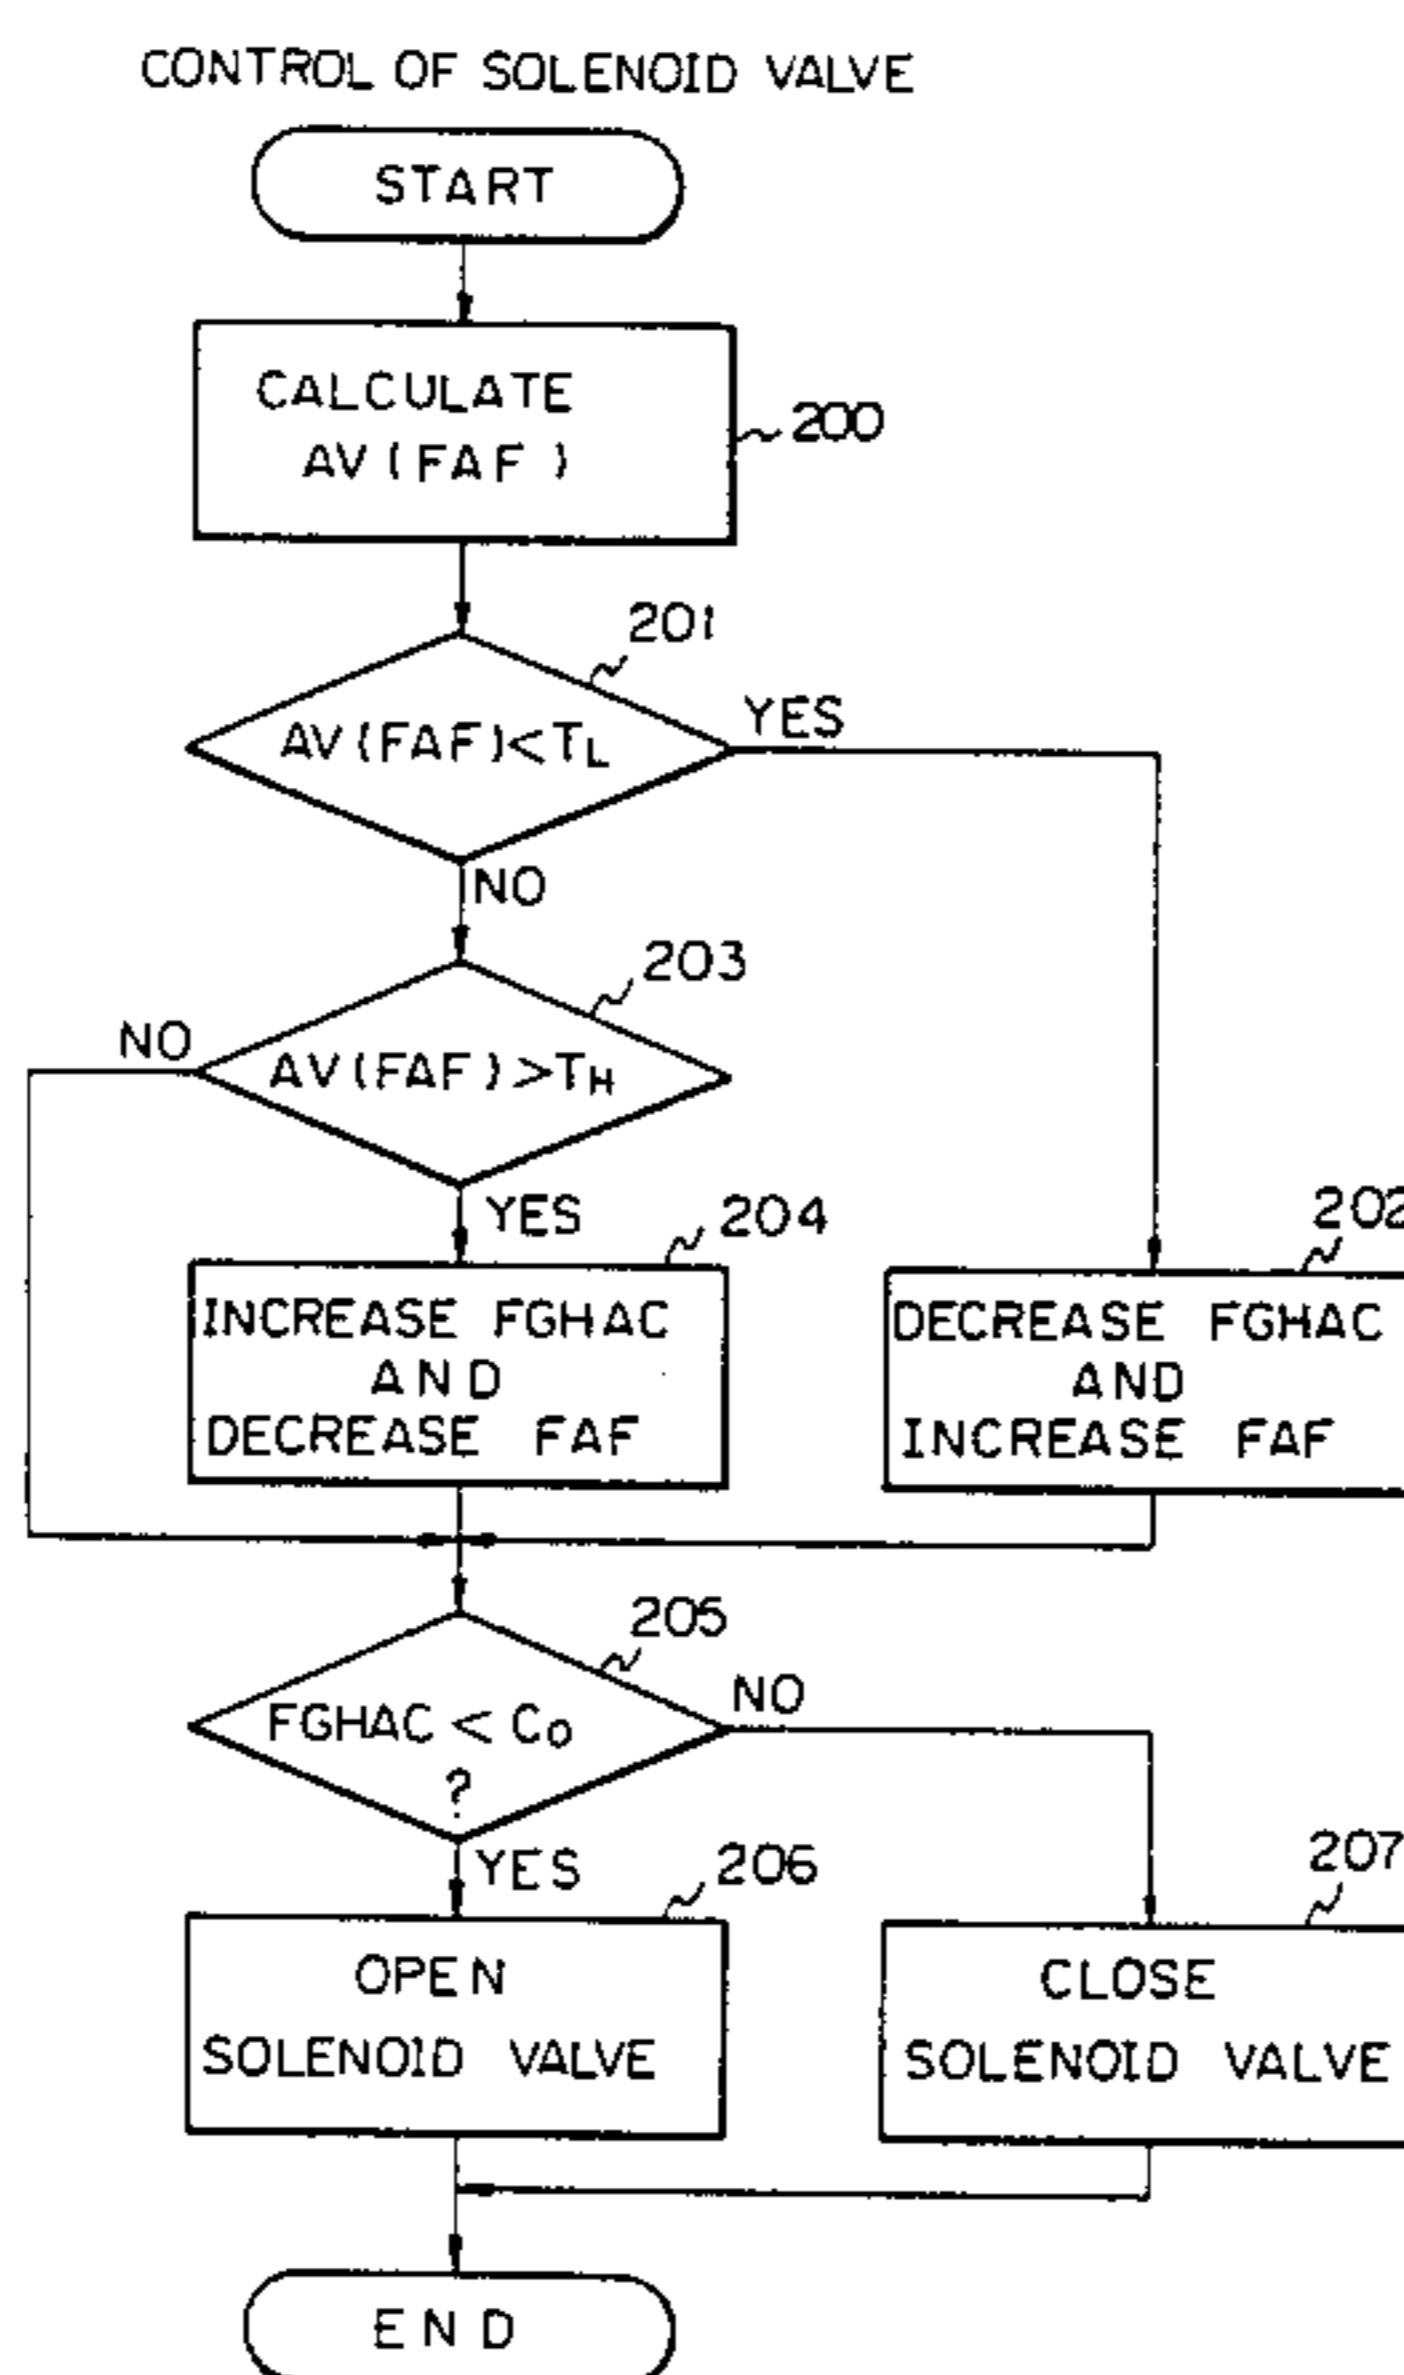 CONTROL OF SOLENOID VALVE
START
CALCULATE
AV(FAF)
200
201
AV(FAF)<TL
YES
NO
203
NO
AV(FAF)>TH
YES
204
202
INCREASE FGHAC
AND
DECREASE FAF
DECREASE FGHAC
AND
INCREASE FAF
205
FGHAC < Co
?
NO
YES
206
207
OPEN
SOLENOID VALVE
CLOSE
SOLENOID VALVE
END